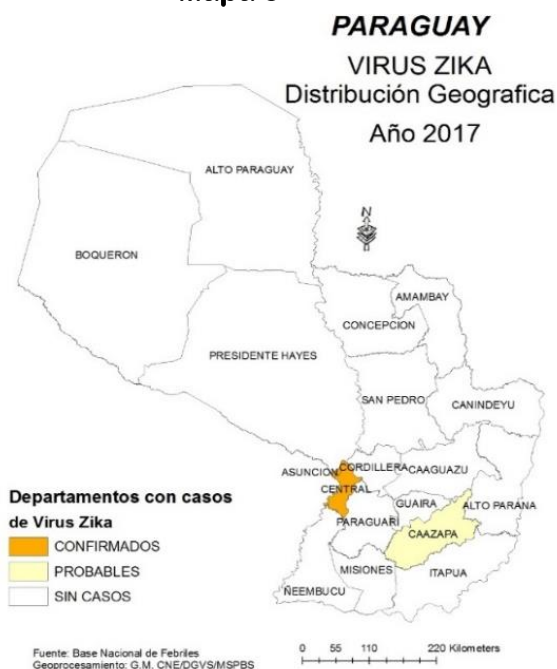 PARAGUAY
VIRUS ZIKA
Distribución Geografica
Año 2017
N
ALTO PARAGUAY
BOQUERON
AMAMBAY
CONCEPCION
PRESIDENTE HAYES
SAN PEDRO
CANINDEYU
ASUNCION
CORDILLERA
CAAGUAZU
CENTRAL
GUAIRA
ALTO PARANA
PARAGUARI
CAAZAPA
MISIONES
ITAPUA
ÑEEMBUCU
Departamentos con casos
de Virus Zika
CONFIRMADOS
PROBABLES
SIN CASOS
0 55 110 220 Kilometers
Fuente: Base Nacional de Febriles
Geoprocesamiento: G.M. CNE/DGVS/MSPBS